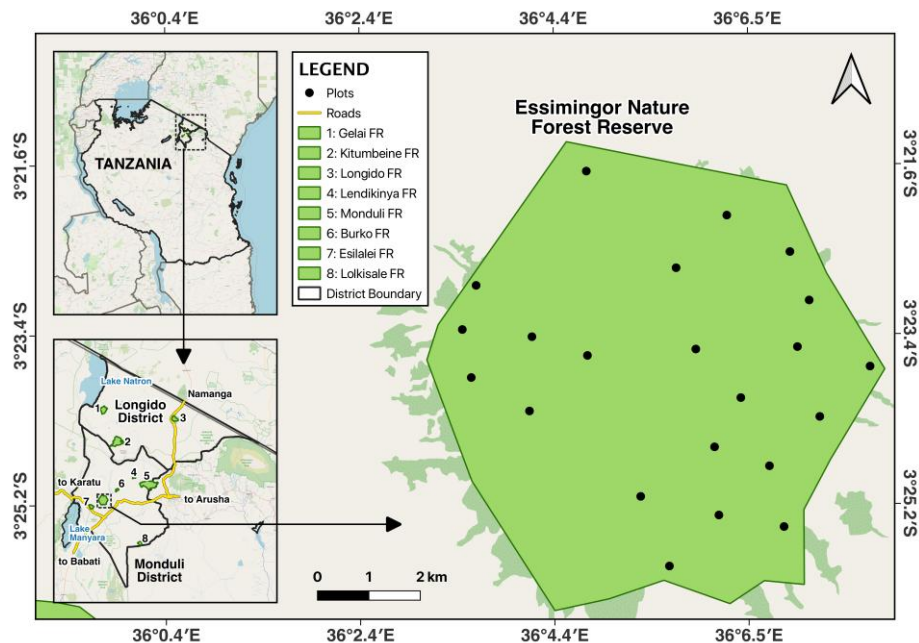 36°0.4′E
36°2.4′E
36°4.4′E
36°6.5′E
3°21.6′S
3°23.4′S
3°25.2′S
TANZANIA
LEGEND
Plots
Roads
1: Gelai FR
2: Kitumbeine FR
3: Longido FR
4: Lendikinya FR
5: Monduli FR
6: Burko FR
7: Esilalei FR
8: Lolkisale FR
District Boundary
Essimingor Nature
Forest Reserve
3°21.6′S
3°23.4′S
3°25.2′S
Lake Natron
Namanga
1
Longido
District
3
2
4
5
to Karatu
6
7
to Arusha
Lake
Manyara
8
to Babati
Monduli
District
0 1 2 km
36°0.4′E
36°2.4′E
36°4.4′E
36°6.5′E